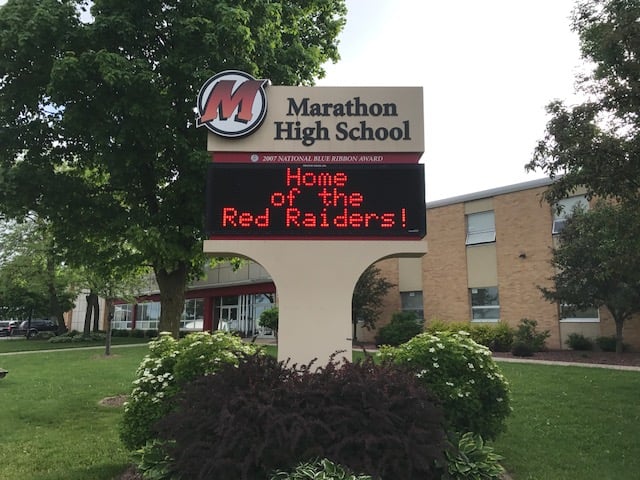 M
Marathon
High School
2007 NATIONAL BLUE RIBBON AWARD
Home
of the
Red Raiders!